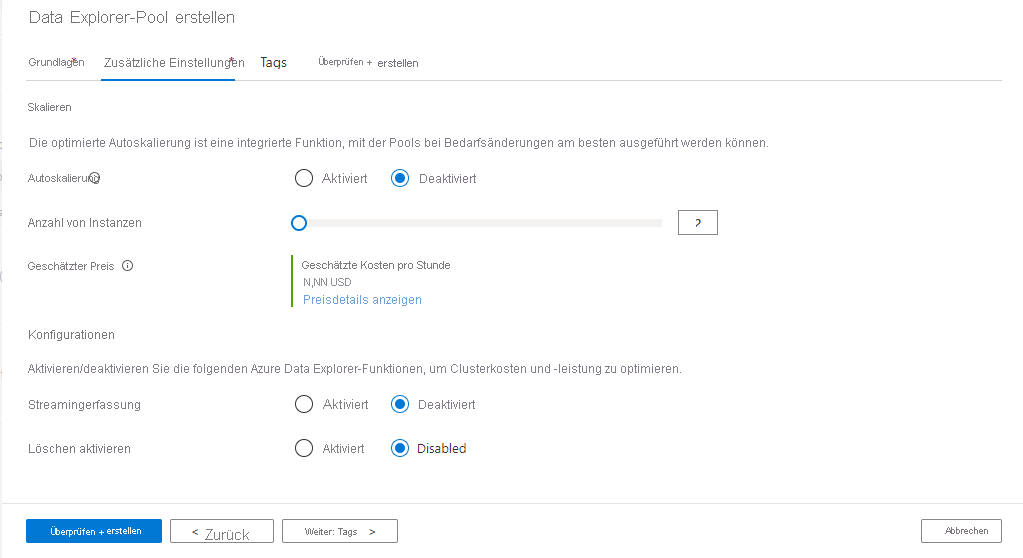 Data Explorer-Pool erstellen
Grundlagen* Zusätzliche Einstellungen* Tags Überprüfen + erstellen
Skalieren
Die optimierte Autoskalierung ist eine integrierte Funktion, mit der Pools bei Bedarfsänderungen am besten ausgeführt werden können.
Autoskalierung Aktiviert Deaktiviert
Anzahl von Instanzen ?
Geschätzter Preis Geschätzte Kosten pro Stunde
N,NN USD
Preisdetails anzeigen
Konfigurationen
Aktivieren/deaktivieren Sie die folgenden Azure Data Explorer-Funktionen, um Clusterkosten und -leistung zu optimieren.
Streamingerfassung Aktiviert Deaktiviert
Löschen aktivieren Aktiviert Disabled
Überprüfen + erstellen < Zurück Weiter: Tags > Abbrechen